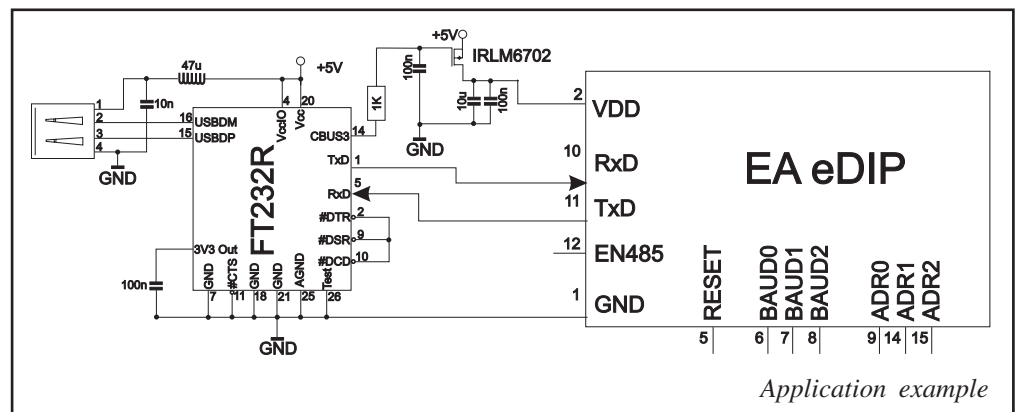 47u
+5V
1
2
3
4
10n
GND
16 USBDM
15 USBDP
4
VccIO
20
Vcc
FT232R
CBUS3 14
TxD 1
RxD 5
#DTR 2
#DSR 9
#DCD 10
3V3 Out
100n
GND
7
#CTS
11
GND
18
GND
21
AGND
25
Test
26
GND
1K
100n
+5V
IRLM6702
10u
100n
GND
2 VDD
10 RxD
11 TxD
12 EN485
1 GND
EA eDIP
RESET
5
BAUD0
6
BAUD1
7
BAUD2
8
ADR0
9
ADR1
14
ADR2
15
Application example